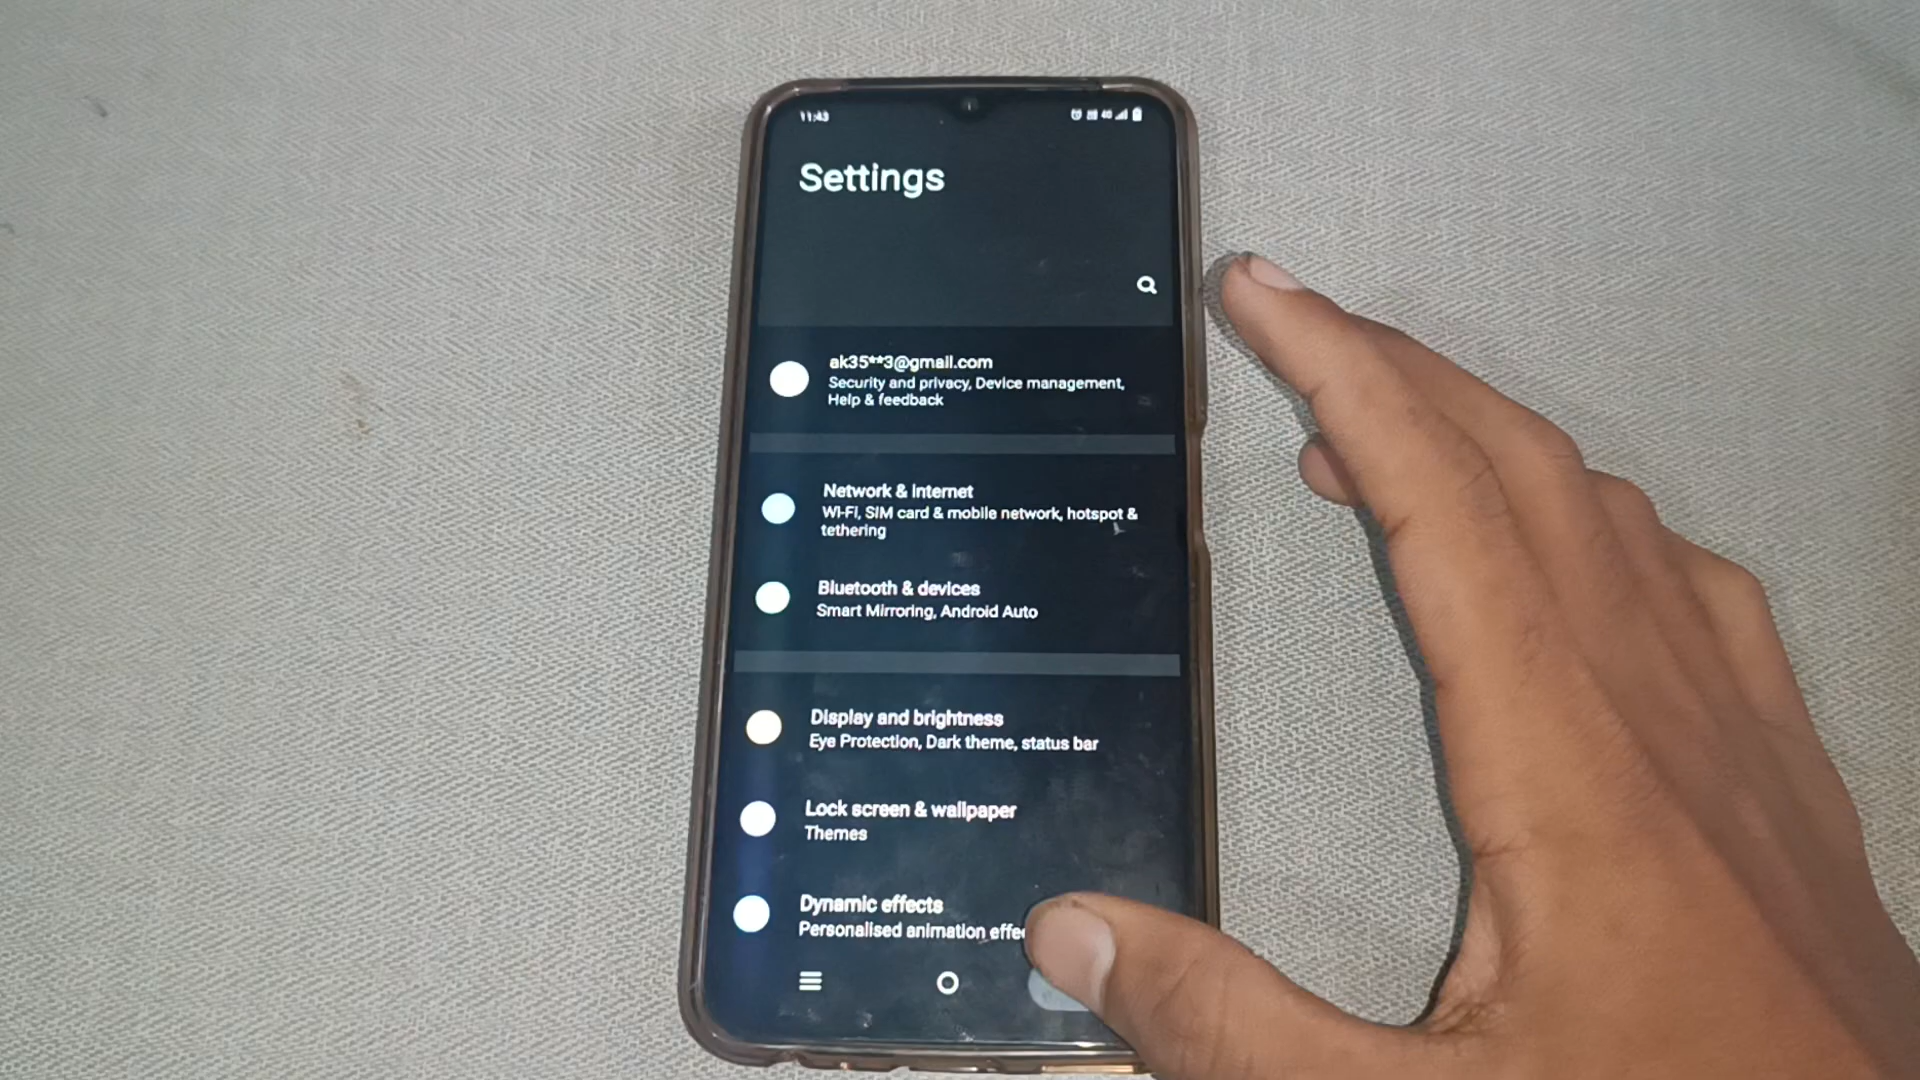 11:43
4G
Settings
ak35**3@gmail.com
Security and privacy, Device management,
Help & feedback
Network & internet
Wi-Fi, SIM card & mobile network, hotspot &
tethering
Bluetooth & devices
Smart Mirroring, Android Auto
Display and brightness
Eye Protection, Dark theme, status bar
Lock screen & wallpaper
Themes
Dynamic effects
Personalised animation